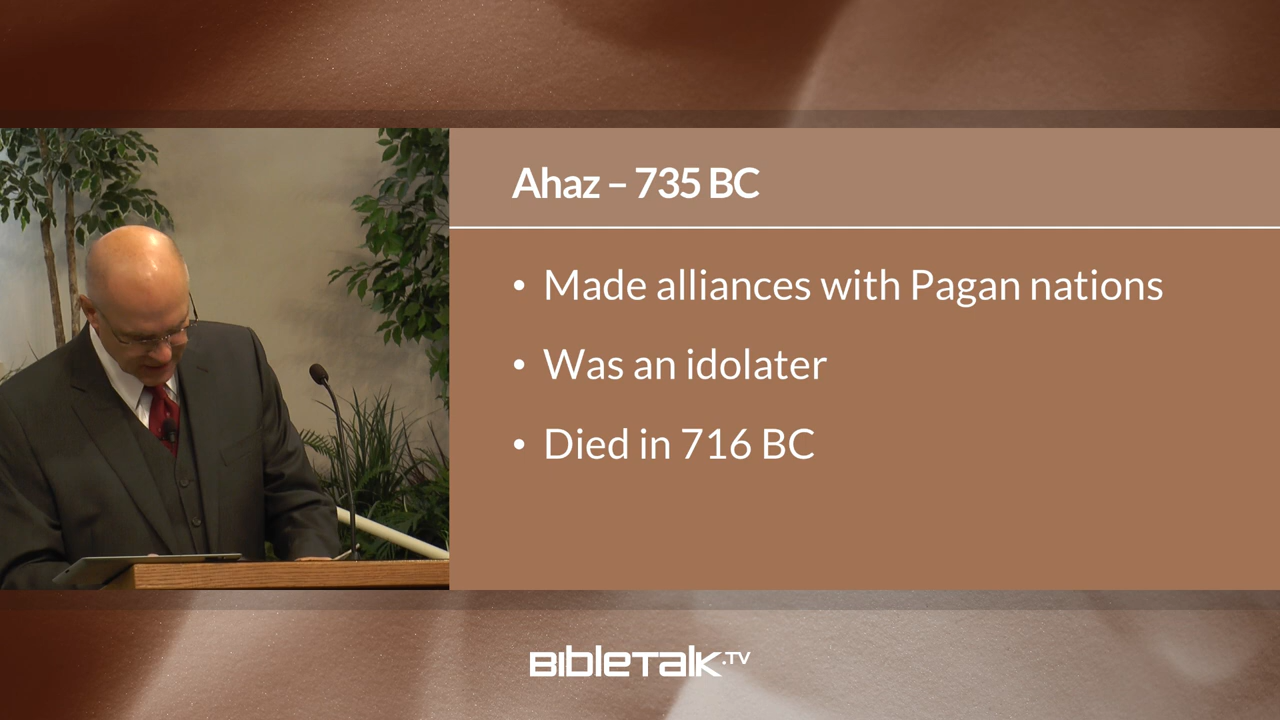 Ahaz – 735 BC
• Made alliances with Pagan nations
• Was an idolater
• Died in 716 BC
BibleTalk.TV